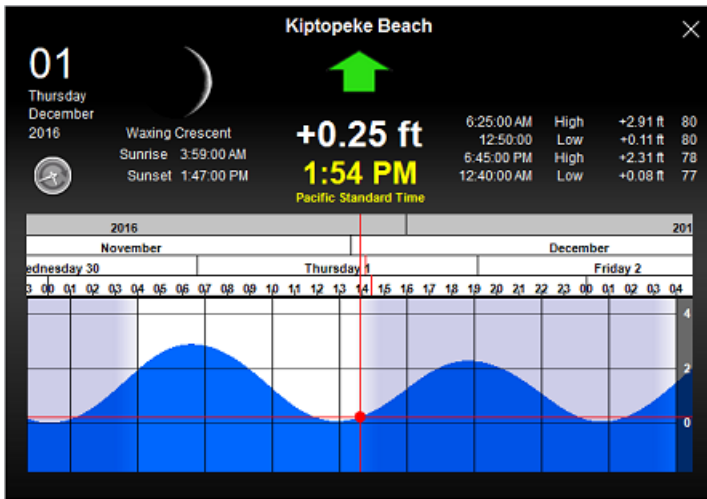 Kiptopeke Beach
01
Thursday
December
2016
Waxing Crescent
Sunrise 3:59:00 AM
Sunset 1:47:00 PM
+0.25 ft
1:54 PM
Pacific Standard Time
6:25:00 AM High +2.91 ft 80
12:50:00 Low +0.11 ft 80
6:45:00 PM High +2.31 ft 78
12:40:00 AM Low +0.08 ft 77
2016 201
November December
ednesday 30 Thursday 1 Friday 2
3 00 01 02 03 04 05 06 07 08 09 10 11 12 13 14 15 16 17 18 19 20 21 22 23 00 01 02 03 04
4
2
0